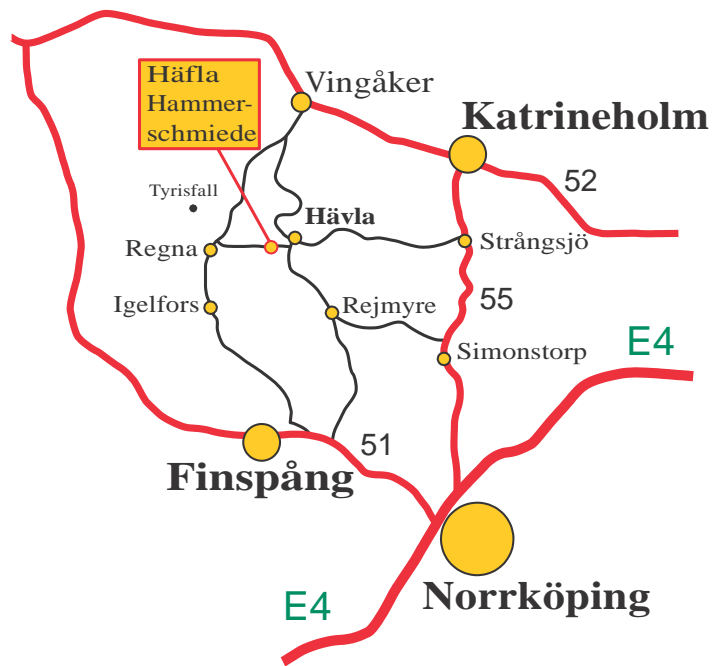 Häfla
Hammer-
schmiede
Vingåker
Katrineholm
52
Tyrisfall
Hävla
Regna
Strångsjö
Igelfors
Rejmyre
55
Simonstorp
E4
51
Finspång
Norrköping
E4